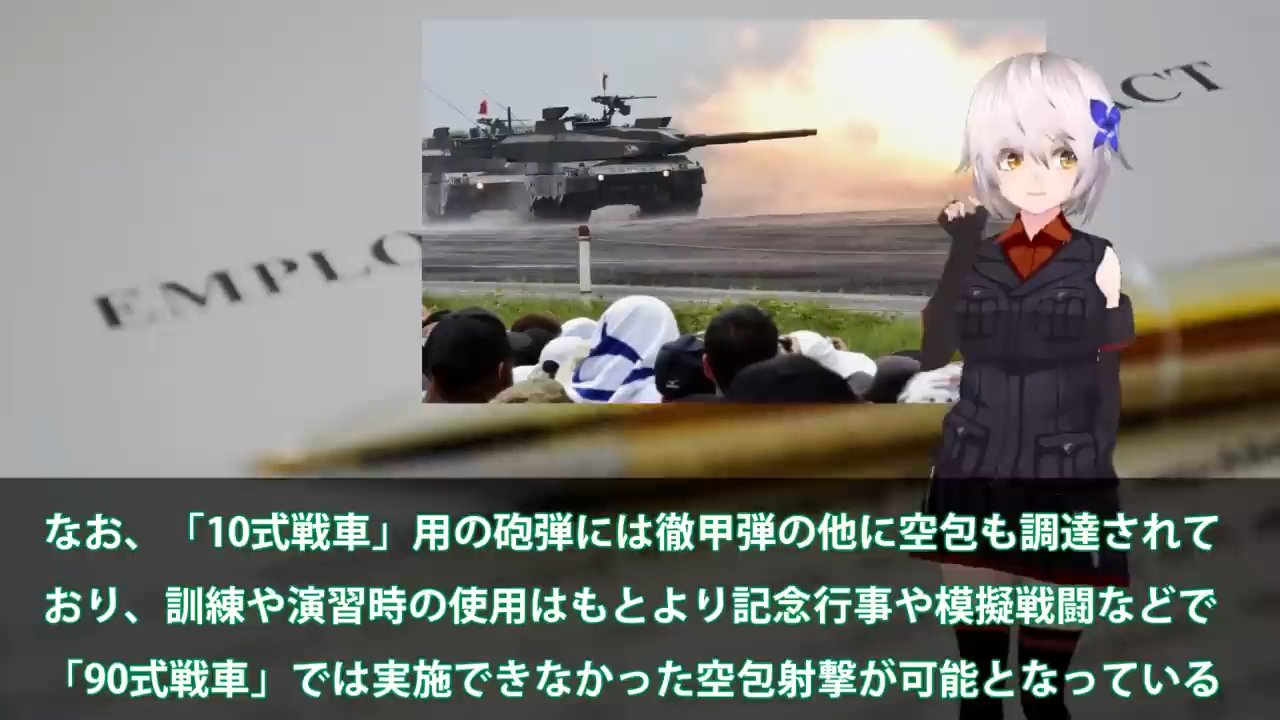 EMPLO
ACT
なお、「10式戦車」用の砲弾には徹甲弾の他に空包も調達されて
おり、訓練や演習時の使用はもとより記念行事や模擬戦闘などで
「90式戦車」では実施できなかった空包射撃が可能となっている